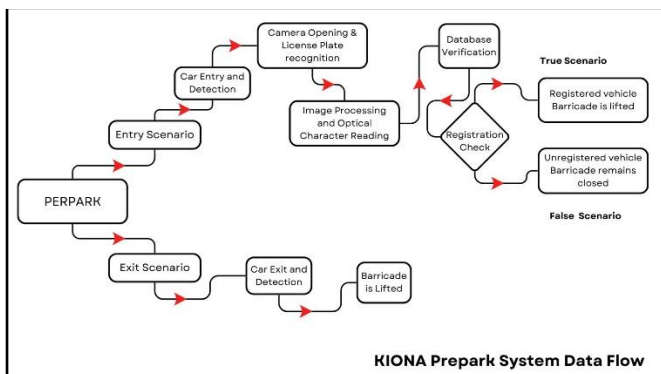 Camera Opening &
License Plate
recognition
Database
Verification
True Scenario
Car Entry and
Detection
Registered vehicle
Barricade is lifted
Image Processing
and Optical
Character Reading
Entry Scenario
Registration
Check
Unregistered vehicle
Barricade remains
closed
PERPARK
False Scenario
Exit Scenario
Car Exit and
Detection
Barricade
is Lifted
KIONA Prepark System Data Flow